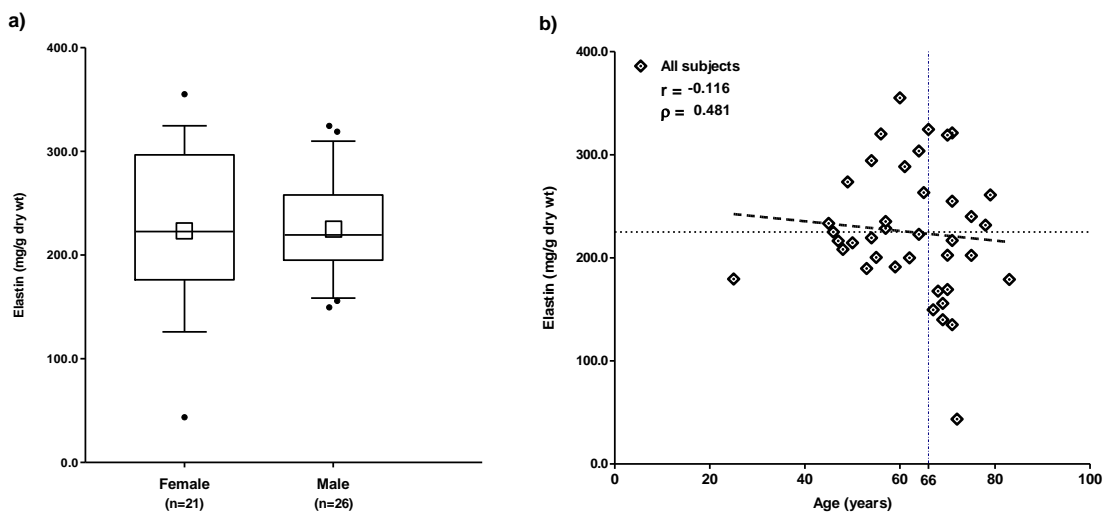 a)
400.0
300.0
200.0
100.0
0.0
Elastin (mg/g dry wt)
Female
(n=21)
Male
(n=26)
b)
400.0
300.0
200.0
100.0
0.0
Elastin (mg/g dry wt)
All subjects
r = -0.116
ρ = 0.481
0 20 40 60 66 80 100
Age (years)